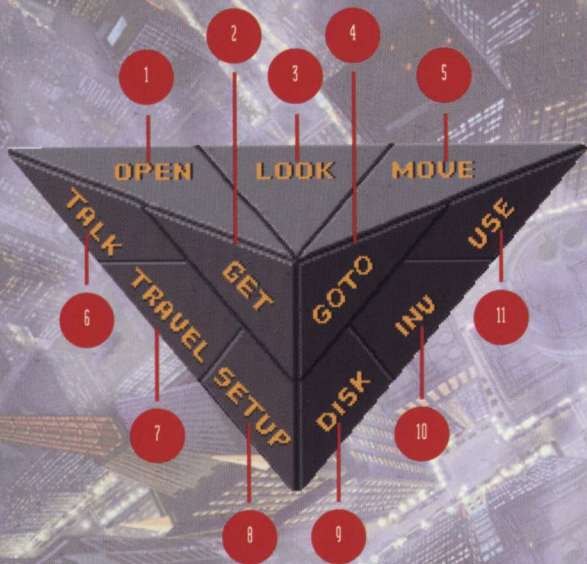 2
4
1
3
5
OPEN
LOOK
MOVE
TALK
GET
GOTO
USE
TRAVEL
INV
SETUP
DISK
6
11
7
10
8
9